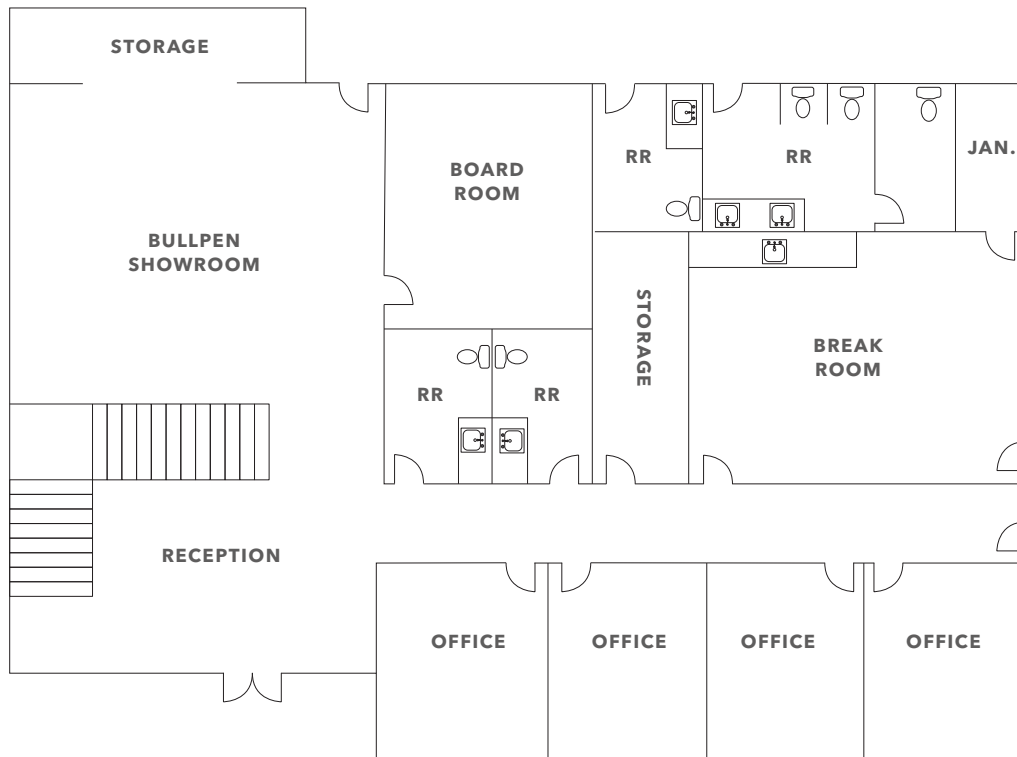 STORAGE
BOARD
ROOM
RR
RR
JAN.
BULLPEN
SHOWROOM
STORAGE
BREAK
ROOM
RR
RR
RECEPTION
OFFICE
OFFICE
OFFICE
OFFICE